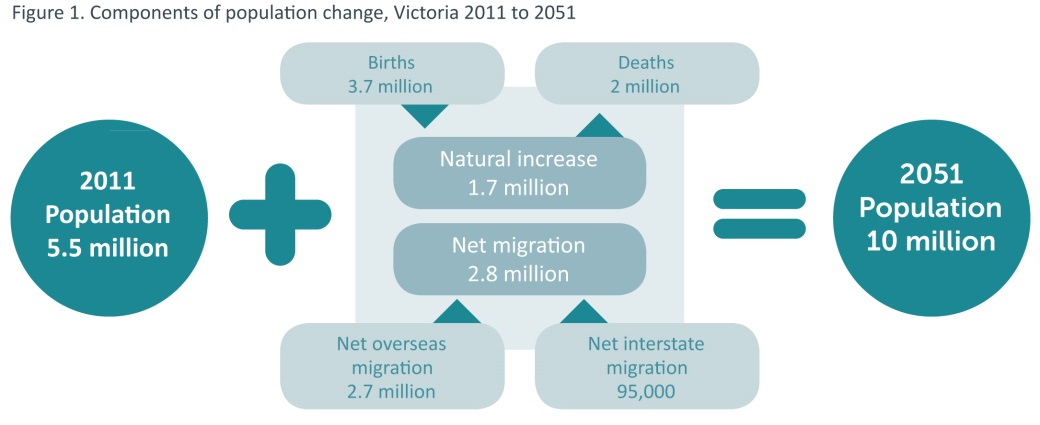 Figure 1. Components of population change, Victoria 2011 to 2051
Births
3.7 million
Deaths
2 million
2011
Population
5.5 million
Natural increase
1.7 million
Net migration
2.8 million
2051
Population
10 million
Net overseas
migration
2.7 million
Net interstate
migration
95,000